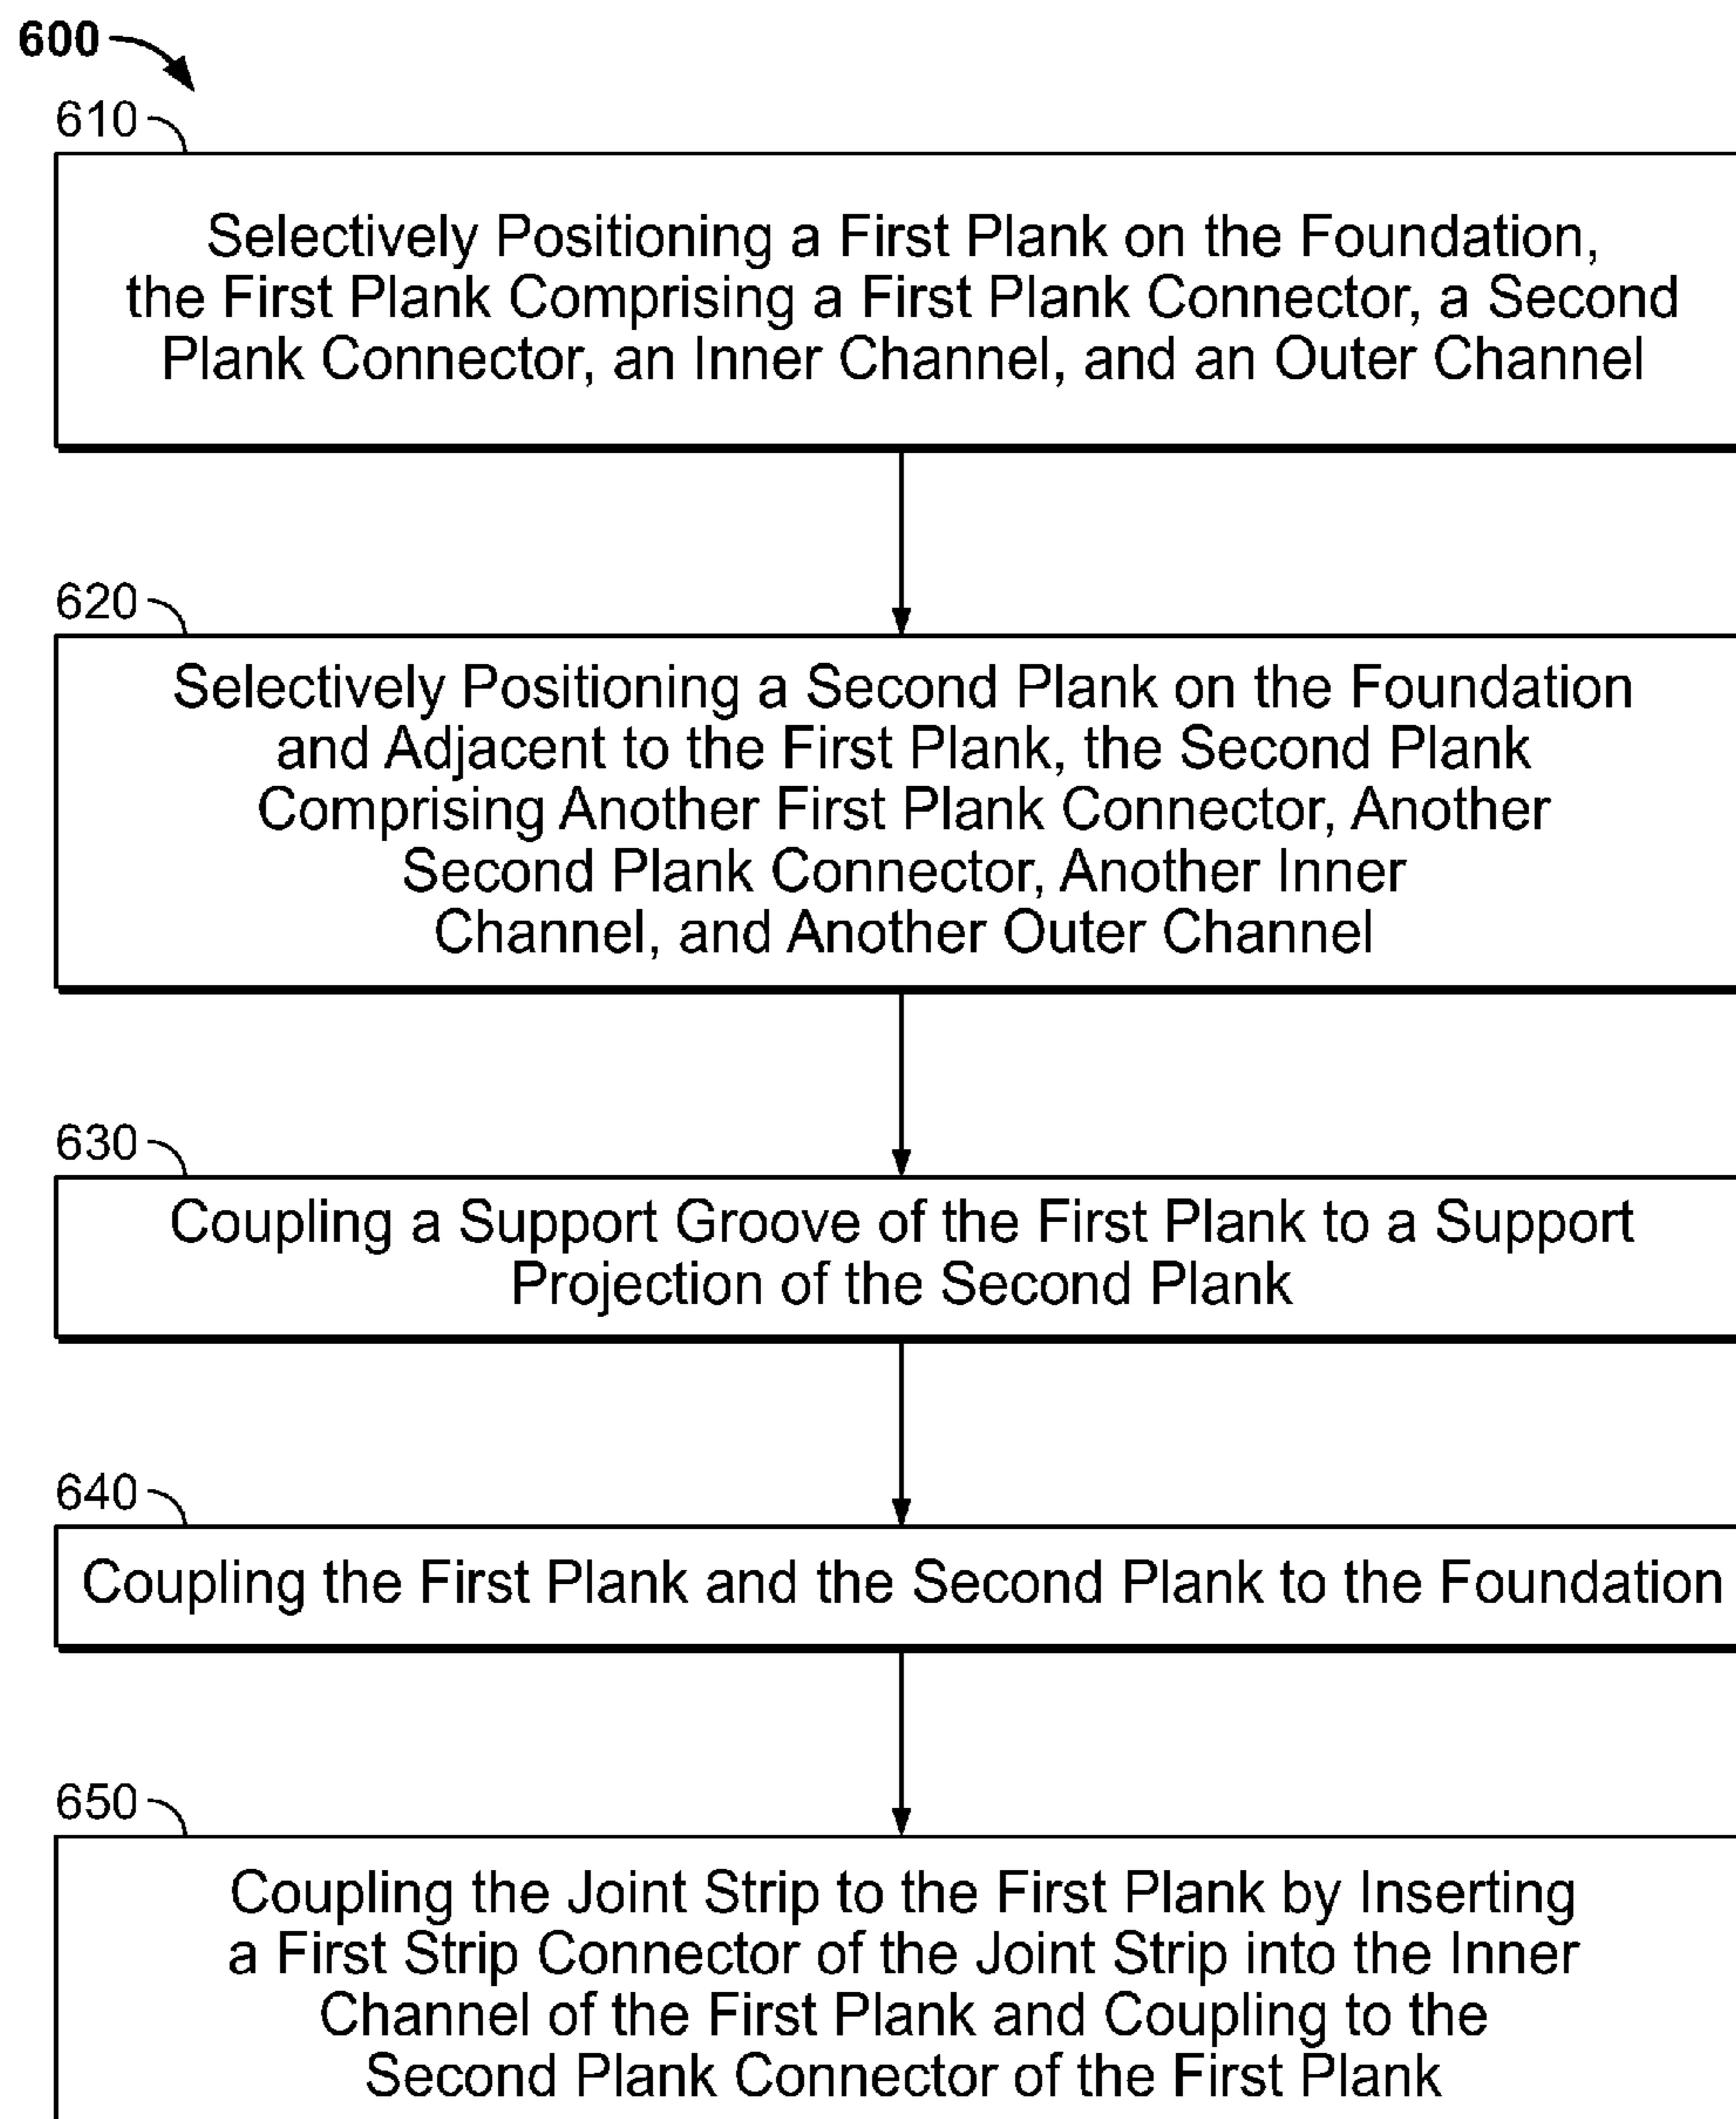 600
610
Selectively Positioning a First Plank on the Foundation,
the First Plank Comprising a First Plank Connector, a Second
Plank Connector, an Inner Channel, and an Outer Channel
620
Selectively Positioning a Second Plank on the Foundation
and Adjacent to the First Plank, the Second Plank
Comprising Another First Plank Connector, Another
Second Plank Connector, Another Inner
Channel, and Another Outer Channel
630
Coupling a Support Groove of the First Plank to a Support
Projection of the Second Plank
640
Coupling the First Plank and the Second Plank to the Foundation
650
Coupling the Joint Strip to the First Plank by Inserting
a First Strip Connector of the Joint Strip into the Inner
Channel of the First Plank and Coupling to the
Second Plank Connector of the First Plank